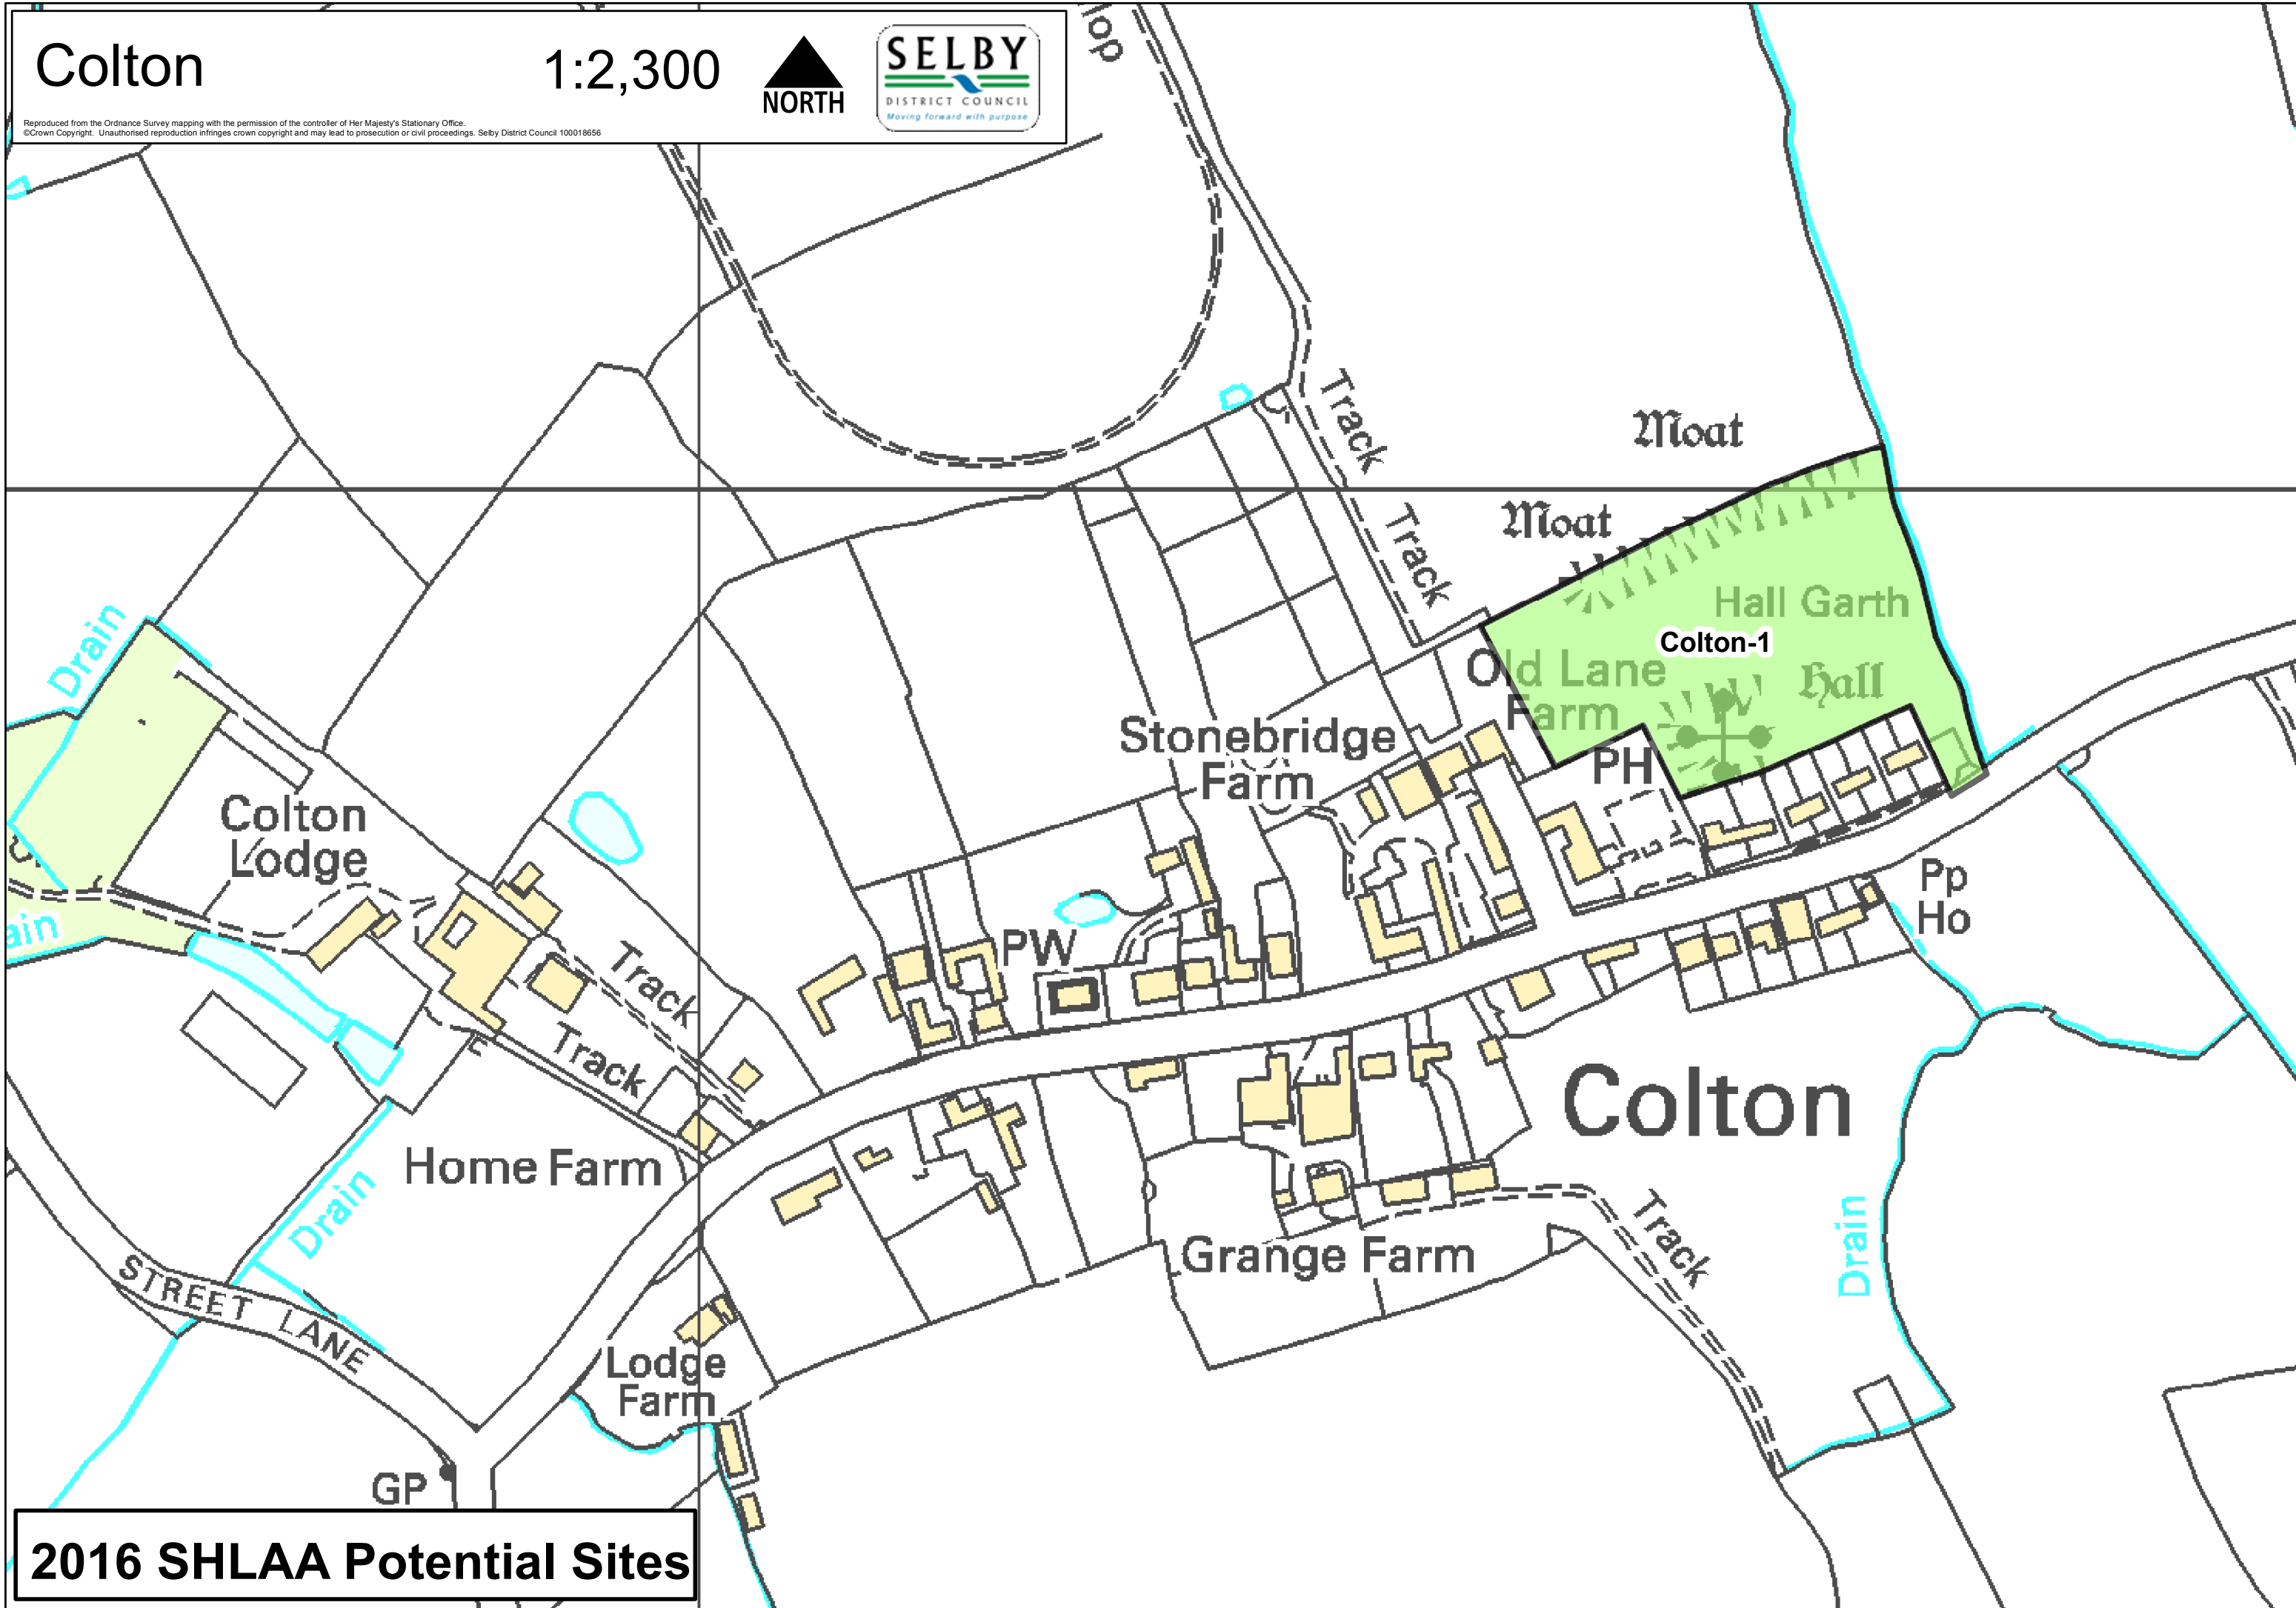 Colton
1:2,300
NORTH
SELBY
DISTRICT COUNCIL
Moving forward with purpose
Reproduced from the Ordnance Survey mapping with the permission of the controller of Her Majesty's Stationary Office.
©Crown Copyright. Unauthorised reproduction infringes crown copyright and may lead to prosecution or civil proceedings. Selby District Council 100018656
Track
Moat
Moat
Track
Hall Garth
Colton-1
Old Lane
Farm
Hall
Drain
Stonebridge
Farm
PH
Colton
Lodge
Pp
Ho
PW
Track
Track
Colton
Home Farm
Drain
Grange Farm
Track
Drain
STREET LANE
Lodge
Farm
GP
2016 SHLAA Potential Sites